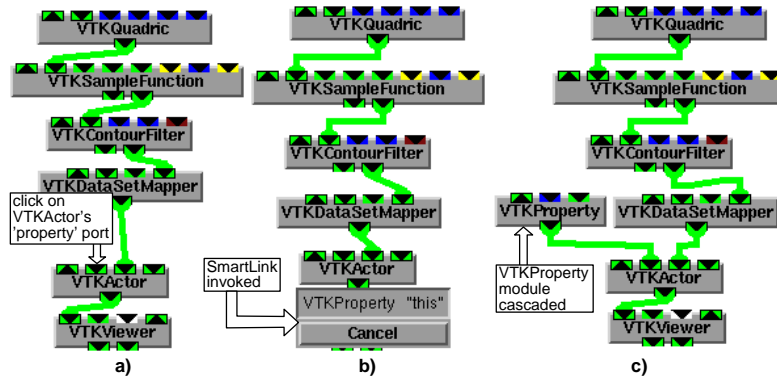 VTKQuadric
VTKSampleFunction
VTKContourFilter
VTKDataSetMapper
click on
VTKActor's
'property' port
VTKActor
VTKViewer
a)
VTKQuadric
VTKSampleFunction
VTKContourFilter
VTKDataSetMapper
VTKActor
SmartLink
invoked
VTKProperty "this"
Cancel
b)
VTKQuadric
VTKSampleFunction
VTKContourFilter
VTKProperty
VTKDataSetMapper
VTKProperty
module
cascaded
VTKActor
VTKViewer
c)